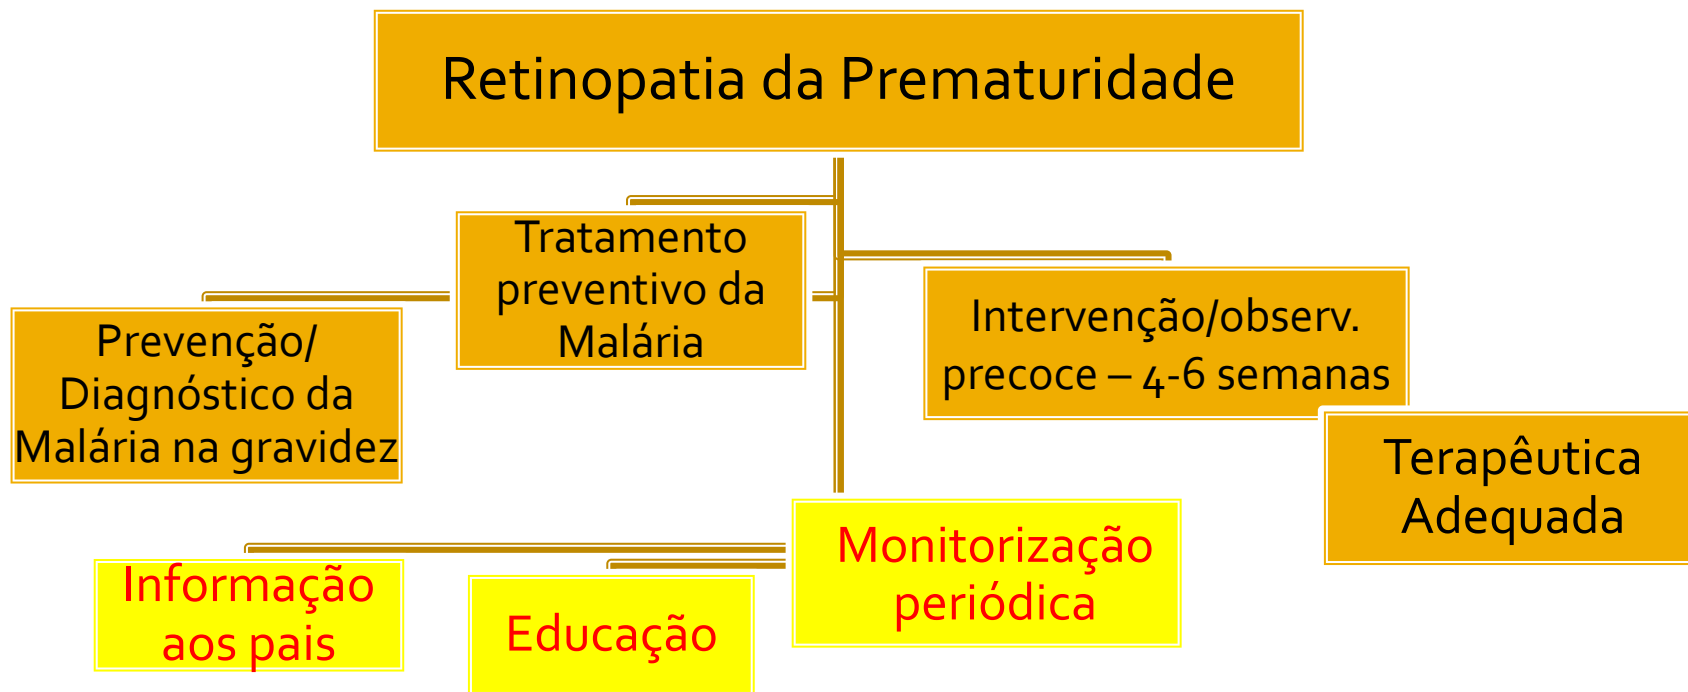 Retinopatia da Prematuridade
Tratamento
preventivo da
Malária
Prevenção/
Diagnóstico da
Malária na gravidez
Intervenção/observ.
precoce – 4-6 semanas
Terapêutica
Adequada
Monitorização
periódica
Informação
aos pais
Educação